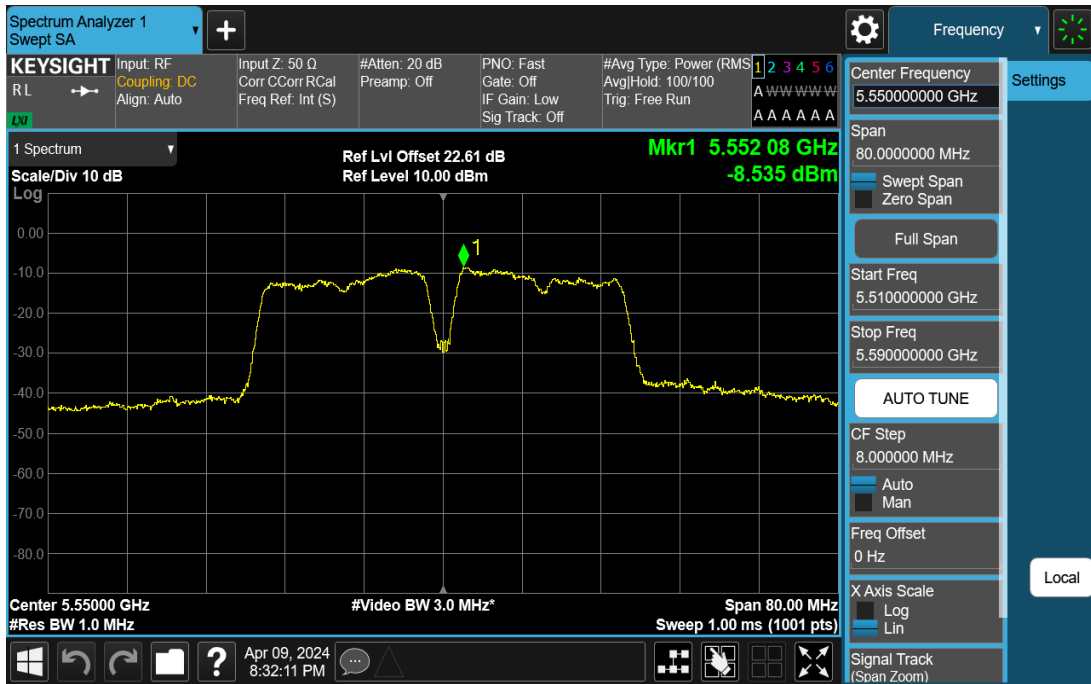 Spectrum Analyzer 1
Swept SA
+
Frequency
KEYSIGHT
RL
LXI
Input: RF
Coupling: DC
Align: Auto
Input Z: 50 Ω
Corr CCorr RCal
Freq Ref: Int (S)
#Atten: 20 dB
Preamp: Off
PNO: Fast
Gate: Off
IF Gain: Low
Sig Track: Off
#Avg Type: Power (RMS
Avg|Hold: 100/100
Trig: Free Run
1 2 3 4 5 6
A W W W W W
A A A A A A
1 Spectrum
Scale/Div 10 dB
Log
Ref Lvl Offset 22.61 dB
Ref Level 10.00 dBm
Mkr1 5.552 08 GHz
-8.535 dBm
1
0.00
-10.0
-20.0
-30.0
-40.0
-50.0
-60.0
-70.0
-80.0
Center 5.55000 GHz
#Res BW 1.0 MHz
#Video BW 3.0 MHz*
Span 80.00 MHz
Sweep 1.00 ms (1001 pts)
Center Frequency
5.550000000 GHz
Settings
Span
80.0000000 MHz
Swept Span
Zero Span
Full Span
Start Freq
5.510000000 GHz
Stop Freq
5.590000000 GHz
AUTO TUNE
CF Step
8.000000 MHz
Auto
Man
Freq Offset
0 Hz
X Axis Scale
Log
Lin
Local
Signal Track
(Span Zoom)
?
Apr 09, 2024
8:32:11 PM